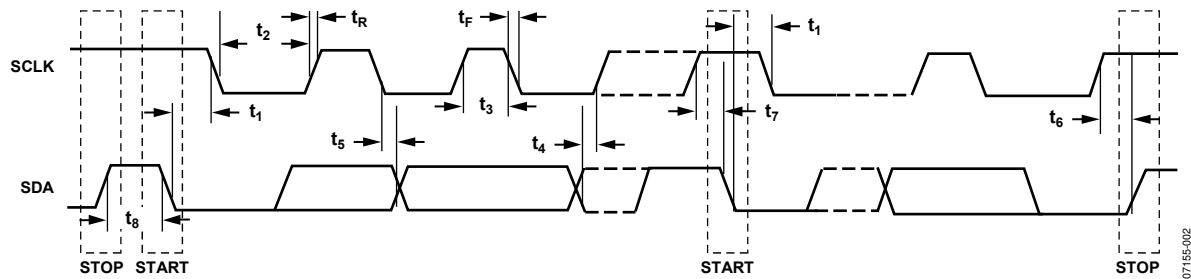 t2
tR
tF
t1
SCLK
t1
t3
t7
t6
t5
t4
SDA
t8
STOP
START
START
STOP
07155-002